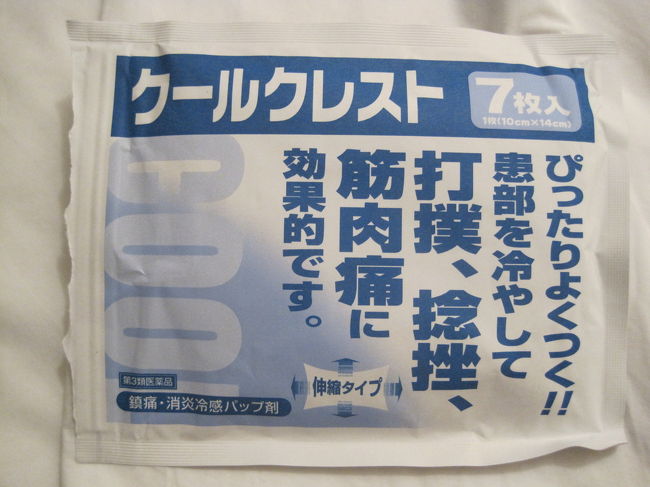 クールクレスト
7枚入
1枚(10cm×14cm)
ぴったりよくつく!!
患部を冷やして
打撲、捻挫、
筋肉痛に
効果的です。
COOL
伸縮タイプ
第3類医薬品
鎮痛・消炎冷感パップ剤